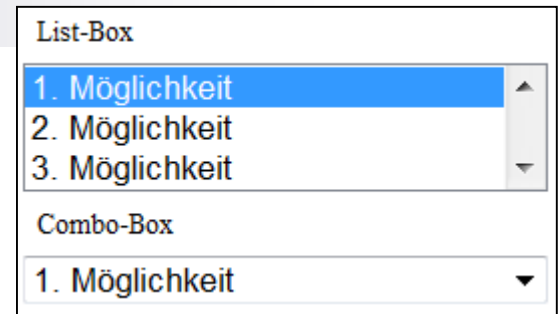 List-Box
1. Möglichkeit
2. Möglichkeit
3. Möglichkeit
Combo-Box
1. Möglichkeit